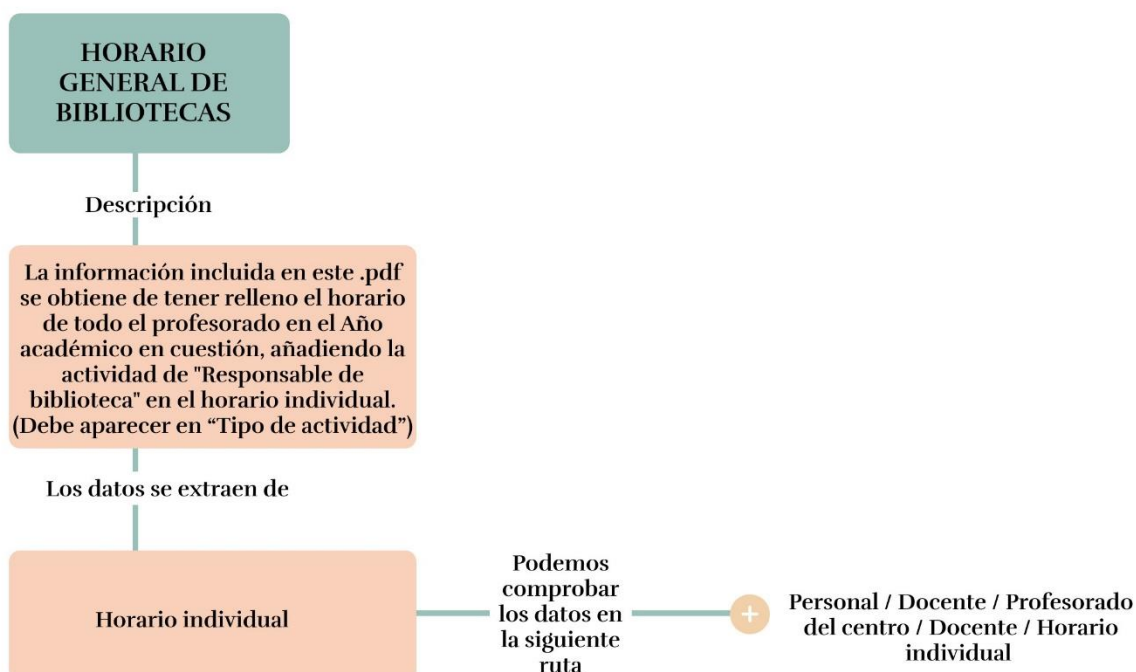 HORARIO
GENERAL DE
BIBLIOTECAS
Descripción
La información incluida en este .pdf
se obtiene de tener relleno el horario
de todo el profesorado en el Año
académico en cuestión, añadiendo la
actividad de "Responsable de
biblioteca" en el horario individual.
(Debe aparecer en “Tipo de actividad”)
Los datos se extraen de
Horario individual
Podemos
comprobar
los datos en
la siguiente
ruta
+
Personal / Docente / Profesorado
del centro / Docente / Horario
individual